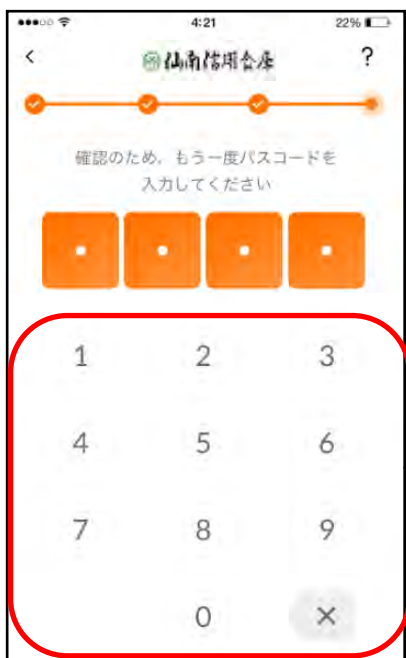 4:21
22%
<
仙南信用金庫
?
確認のため、もう一度パスコードを
入力してください
1 2 3
4 5 6
7 8 9
0 ×